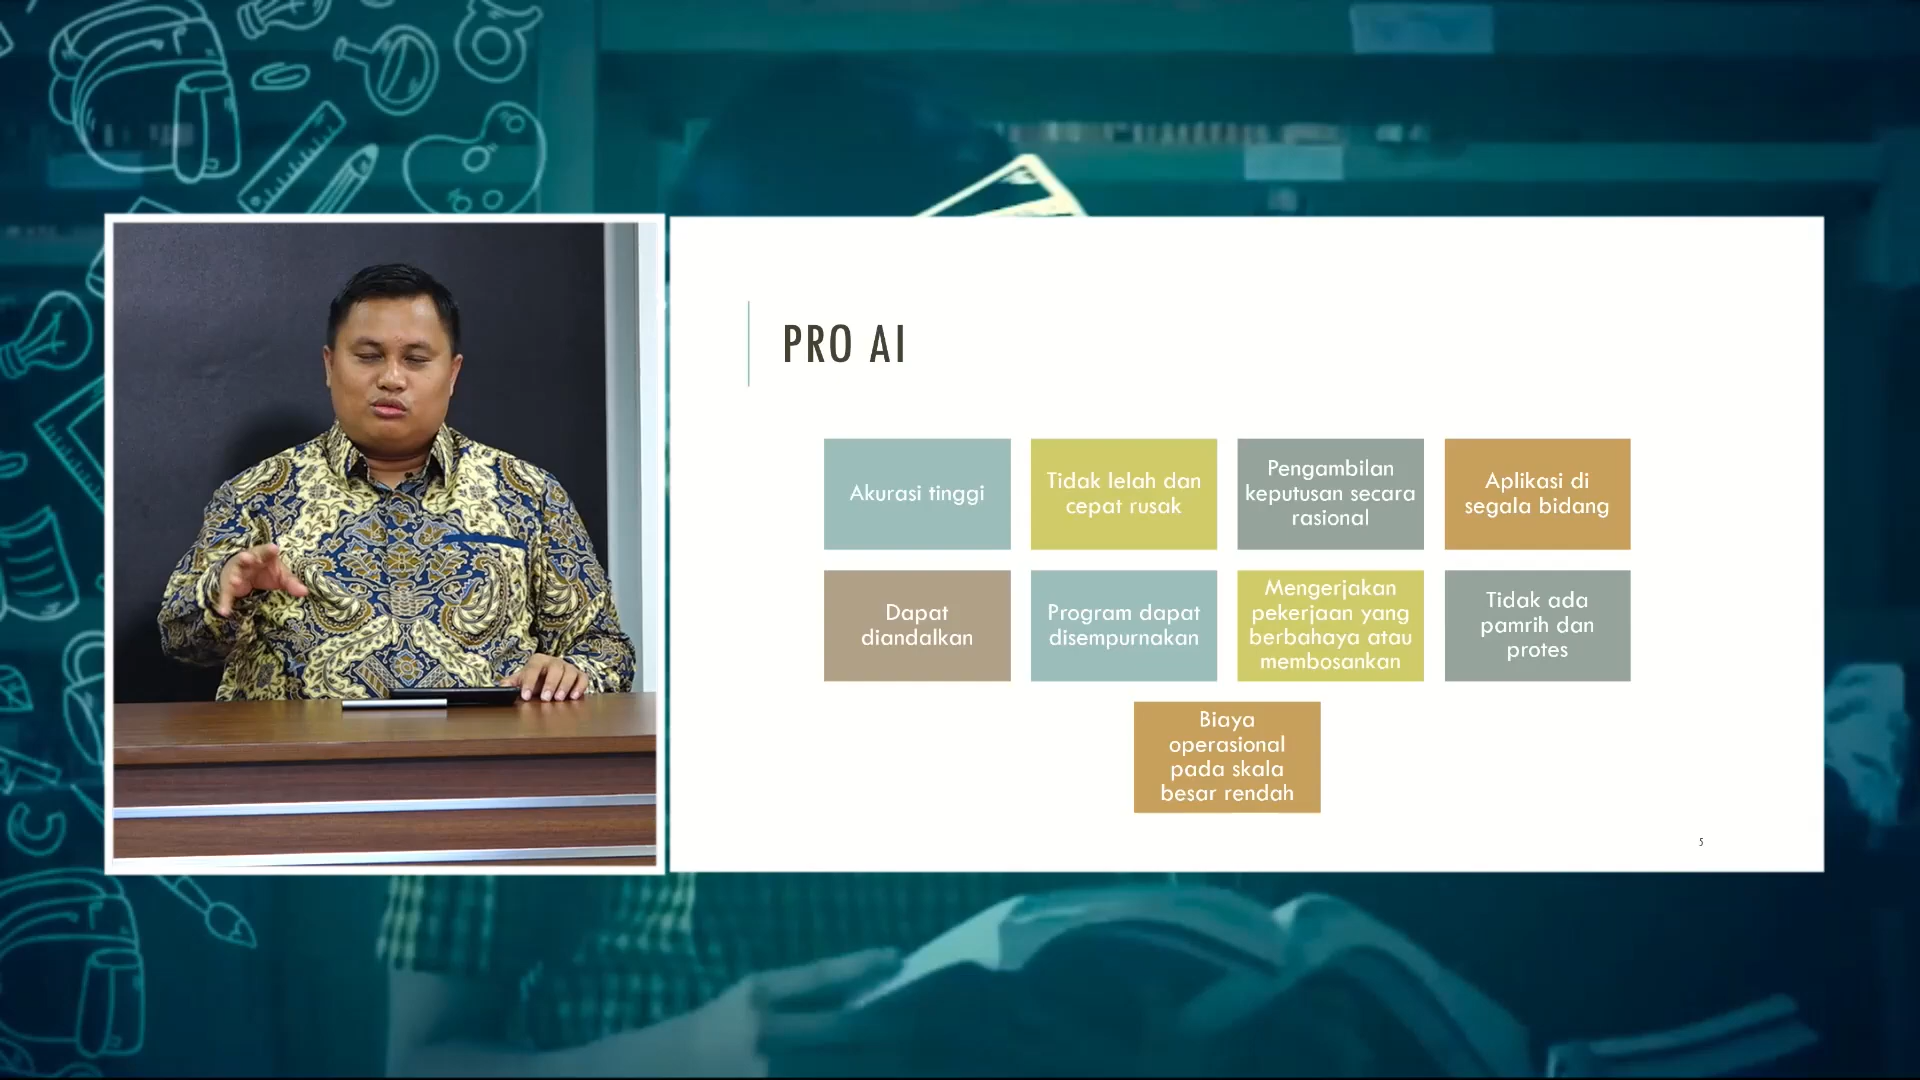 PRO AI
Akurasi tinggi
Tidak lelah dan
cepat rusak
Pengambilan
keputusan secara
rasional
Aplikasi di
segala bidang
Dapat
diandalkan
Program dapat
disempurnakan
Mengerjakan
pekerjaan yang
berbahaya atau
membosankan
Tidak ada
pamrih dan
protes
Biaya
operasional
pada skala
besar rendah
5